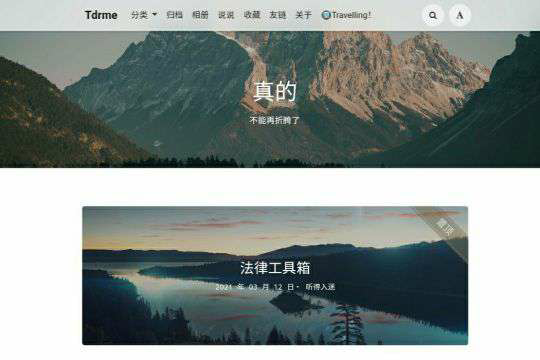 Tdrme 分类 归档 相册 说说 收藏 友链 关于 Travelling!
A
真的
不能再折腾了
置顶
法律工具箱
2021 年 03 月 12 日 • 听得入迷